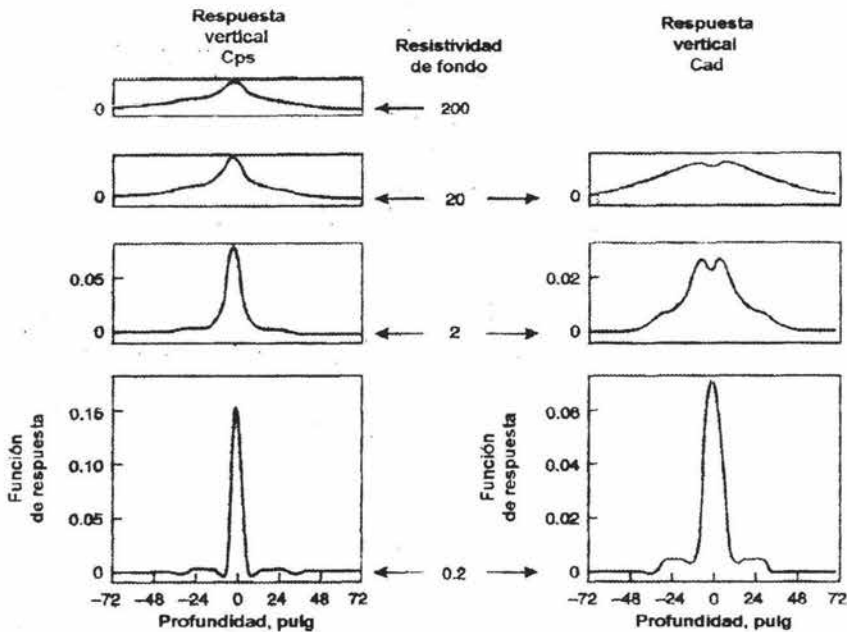 Respuesta
vertical
Cps
Resistividad
de fondo
Respuesta
vertical
Cad
0
200
0
20
0
0.05
0
2
0.02
0
0.15
0.10
0.05
0
Función
de respuesta
0.2
0.06
0.04
0.02
0
Función
de respuesta
−72 −48 −24 0 24 48 72
Profundidad, pulg
−72 −48 −24 0 24 48 72
Profundidad, pulg